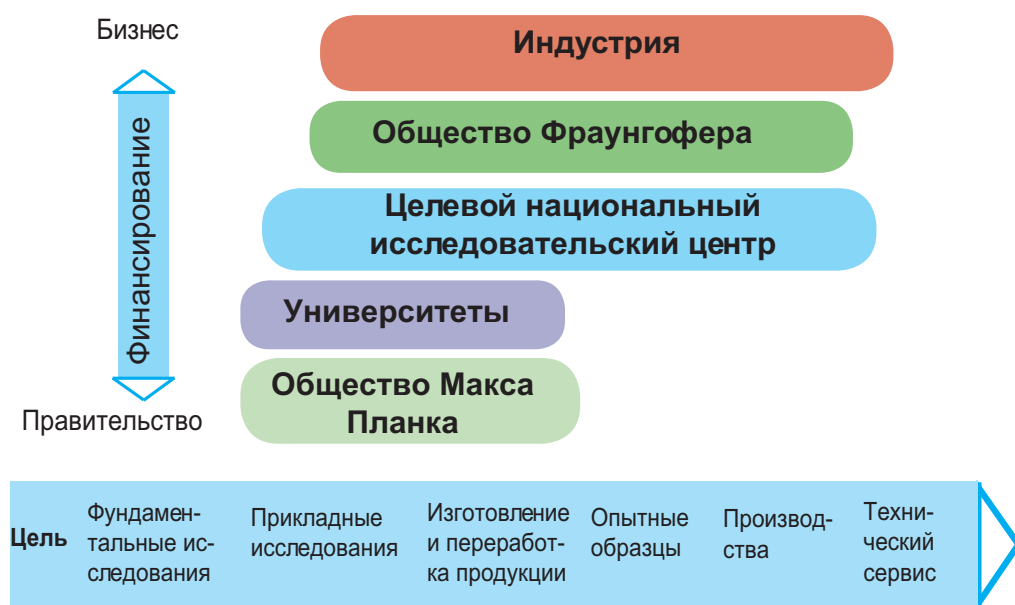 Бизнес
Финансирование
Правительство
Индустрия
Общество Фраунгофера
Целевой национальный
исследовательский центр
Университеты
Общество Макса
Планка
Цель
Фундамен-
тальные ис-
следования
Прикладные
исследования
Изготовление
и переработ-
ка продукции
Опытные
образцы
Производ-
ства
Техни-
ческий
сервис